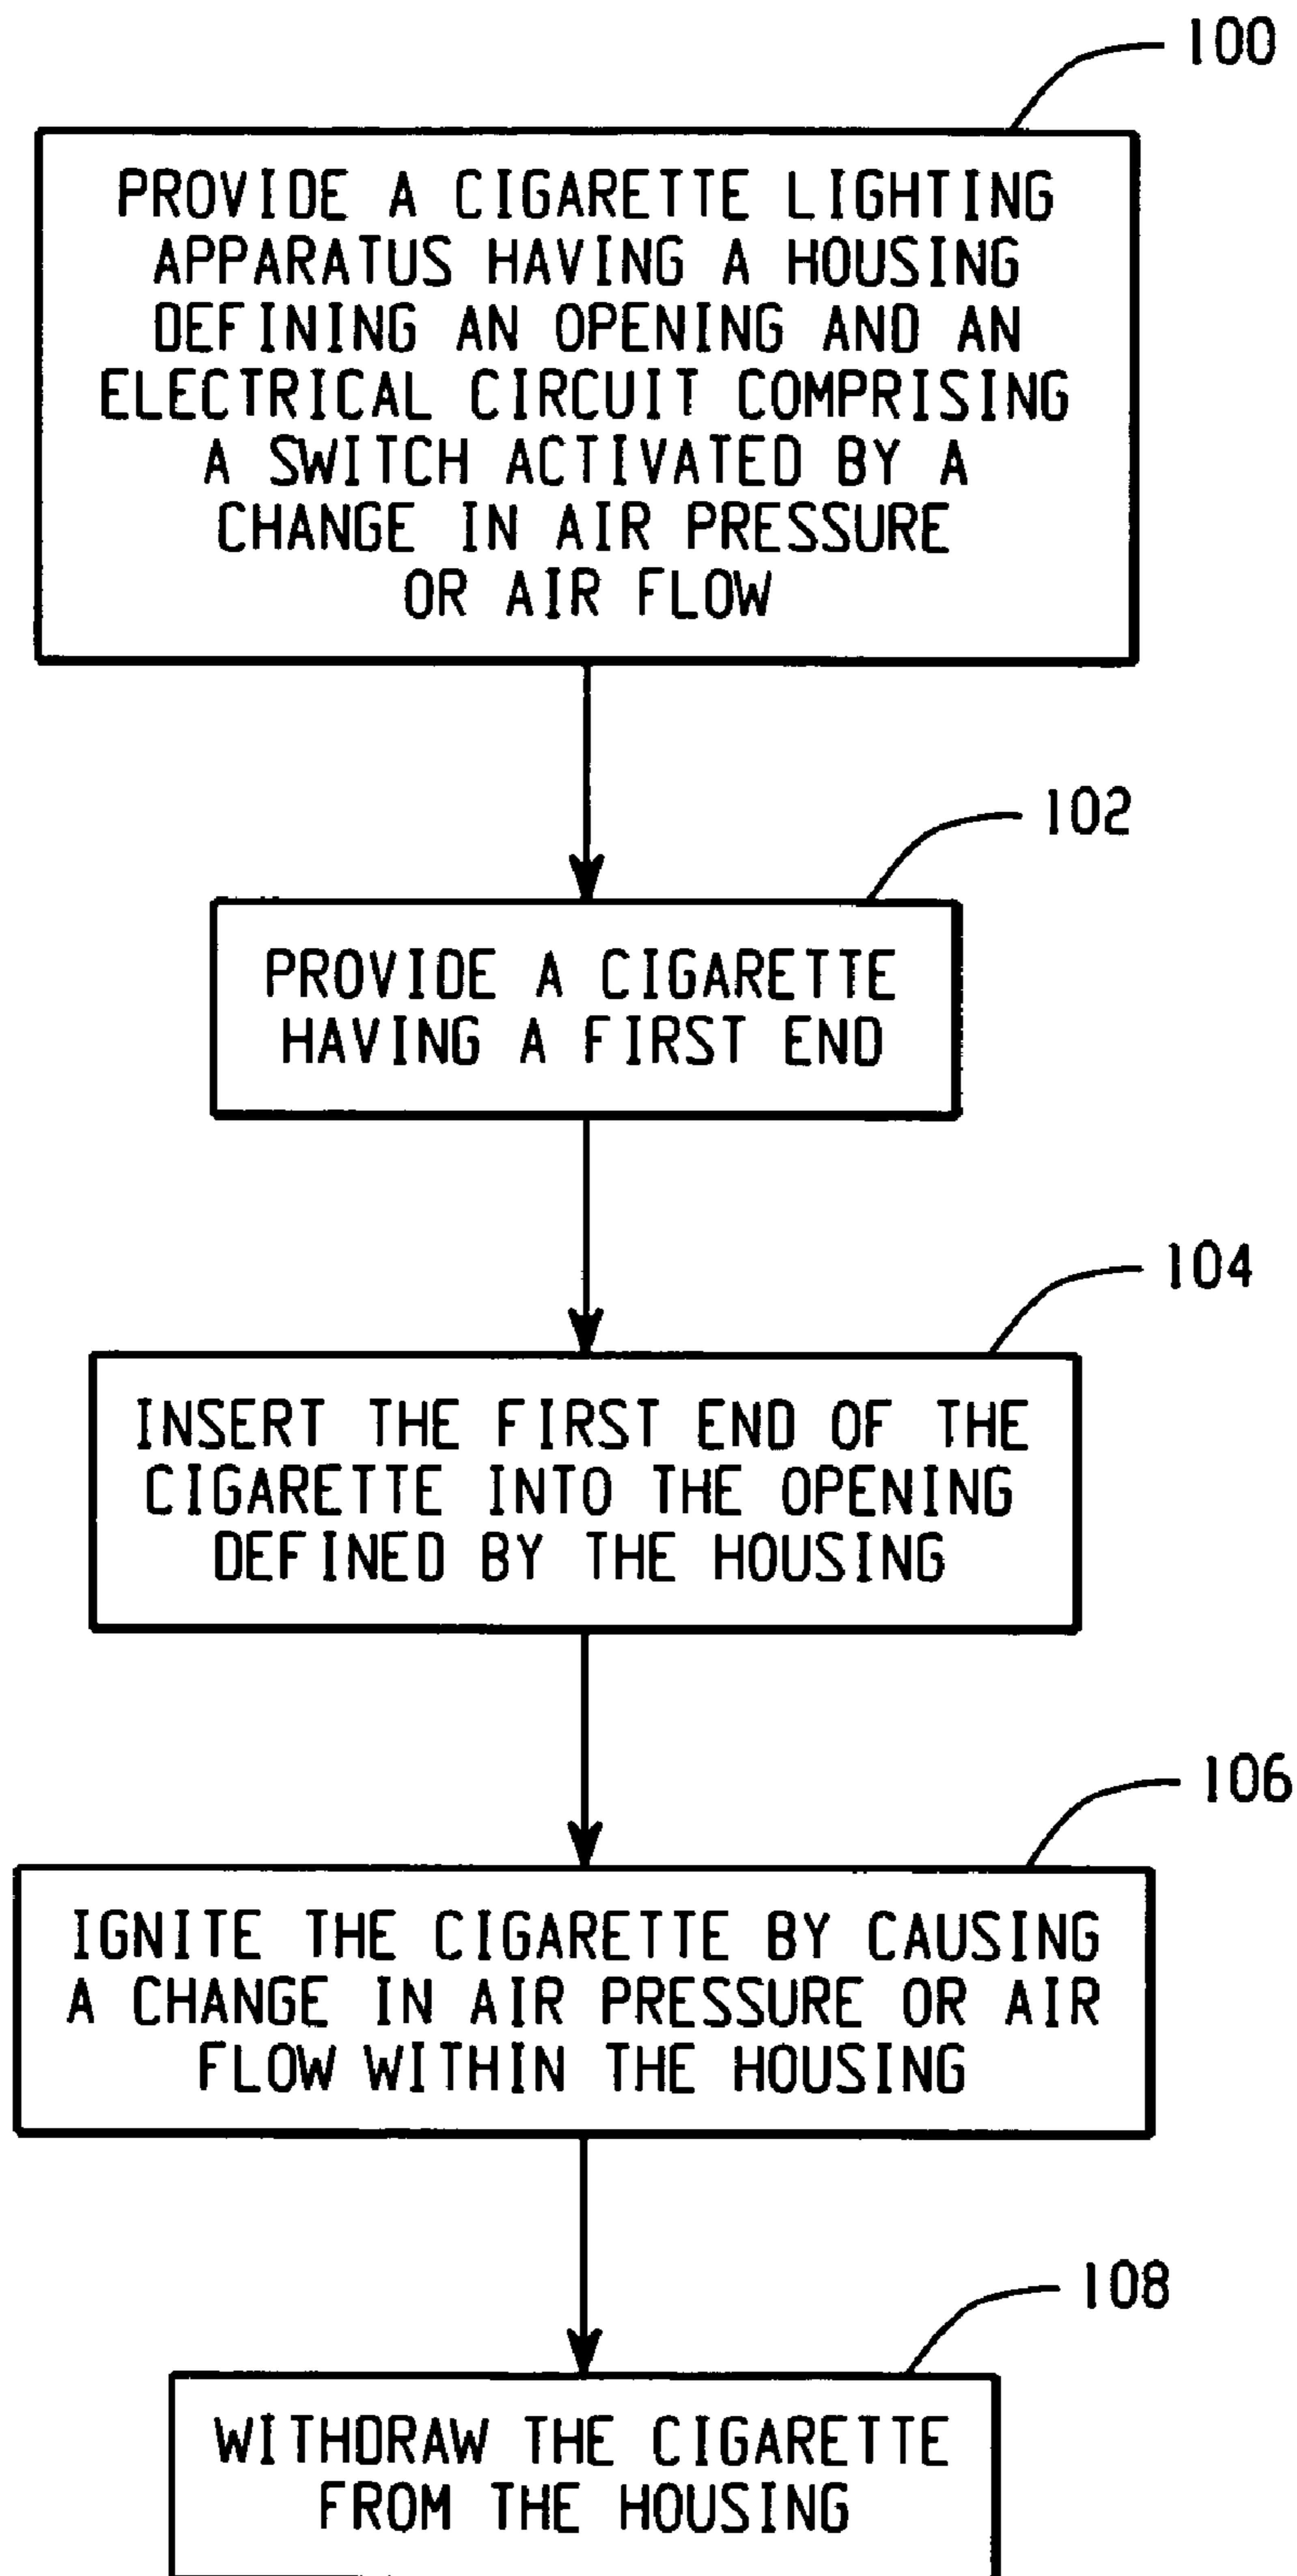 100
PROVIDE A CIGARETTE LIGHTING
APPARATUS HAVING A HOUSING
DEFINING AN OPENING AND AN
ELECTRICAL CIRCUIT COMPRISING
A SWITCH ACTIVATED BY A
CHANGE IN AIR PRESSURE
OR AIR FLOW
102
PROVIDE A CIGARETTE
HAVING A FIRST END
104
INSERT THE FIRST END OF THE
CIGARETTE INTO THE OPENING
DEFINED BY THE HOUSING
106
IGNITE THE CIGARETTE BY CAUSING
A CHANGE IN AIR PRESSURE OR AIR
FLOW WITHIN THE HOUSING
108
WITHDRAW THE CIGARETTE
FROM THE HOUSING